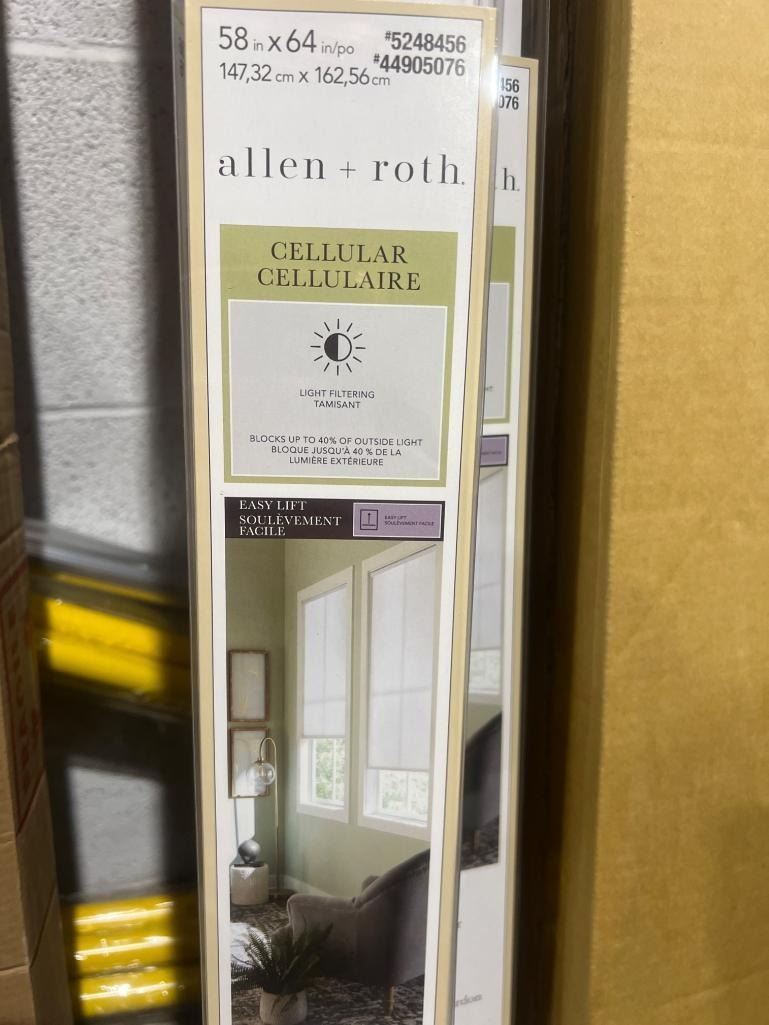 58 in x 64 in/po #5248456
147,32 cm x 162,56 cm #44905076
allen + roth.
CELLULAR
CELLULAIRE
LIGHT FILTERING
TAMISANT
BLOCKS UP TO 40% OF OUTSIDE LIGHT
BLOQUE JUSQU'À 40 % DE LA
LUMIÈRE EXTÉRIEURE
EASY LIFT
SOULÈVEMENT
FACILE
EASY LIFT
SOULÈVEMENT FACILE
456
076
h.